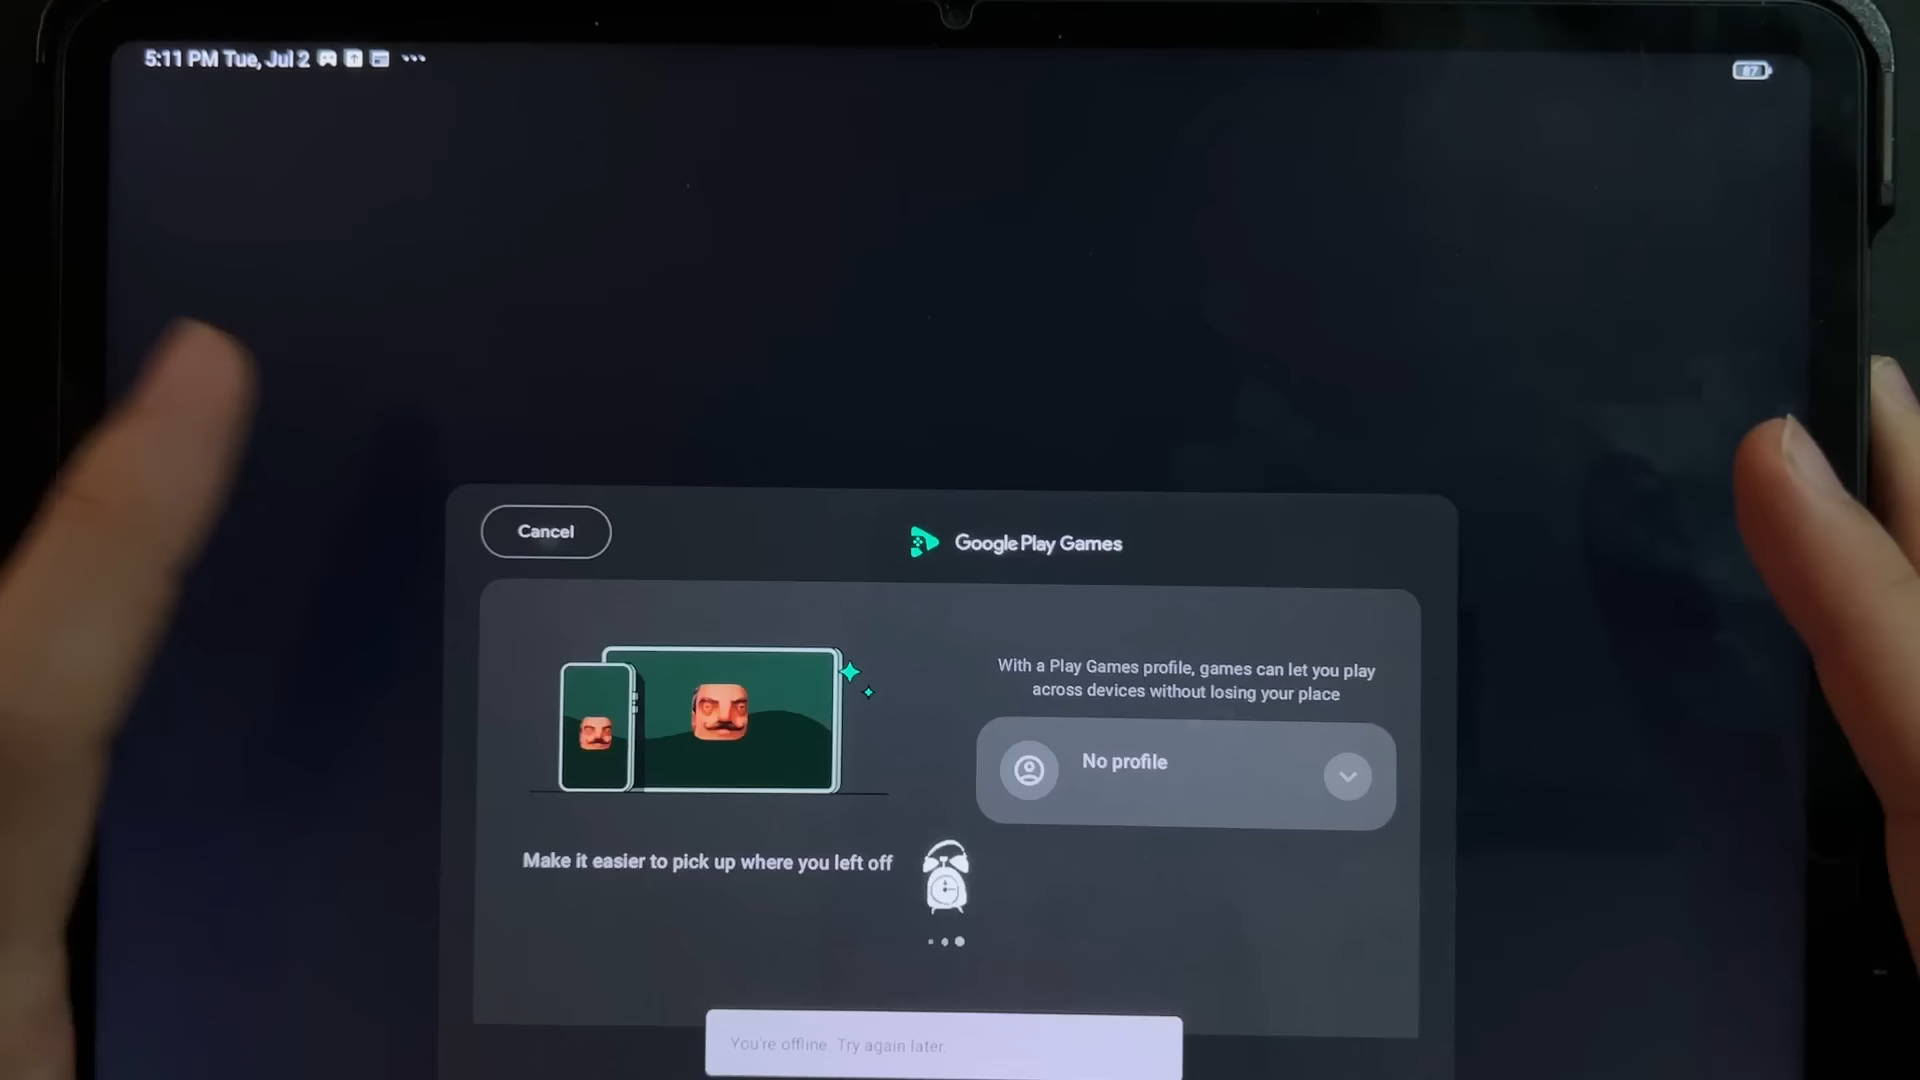 5:11 PM Tue, Jul 2
87
Cancel
Google Play Games
With a Play Games profile, games can let you play
across devices without losing your place
No profile
Make it easier to pick up where you left off
You're offline. Try again later.